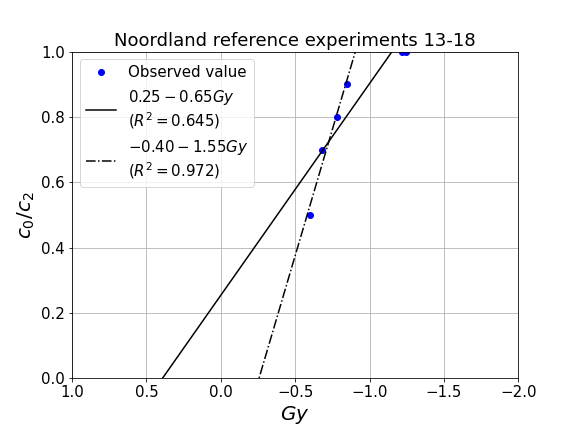 Noordland reference experiments 13-18
Observed value
0.25 − 0.65Gy
(R² = 0.645)
−0.40 − 1.55Gy
(R² = 0.972)
1.0
0.8
0.6
0.4
0.2
0.0
c₀/c₂
1.0 0.5 0.0 −0.5 −1.0 −1.5 −2.0
Gy